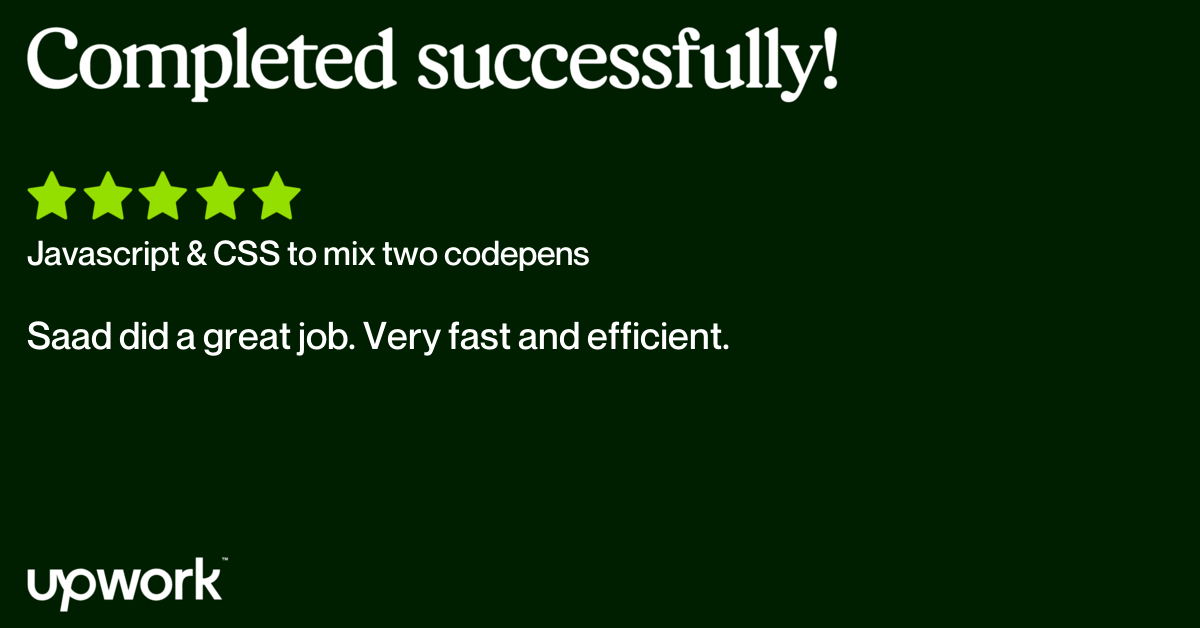 Completed successfully!
Javascript & CSS to mix two codepens
Saad did a great job. Very fast and efficient.
upwork™